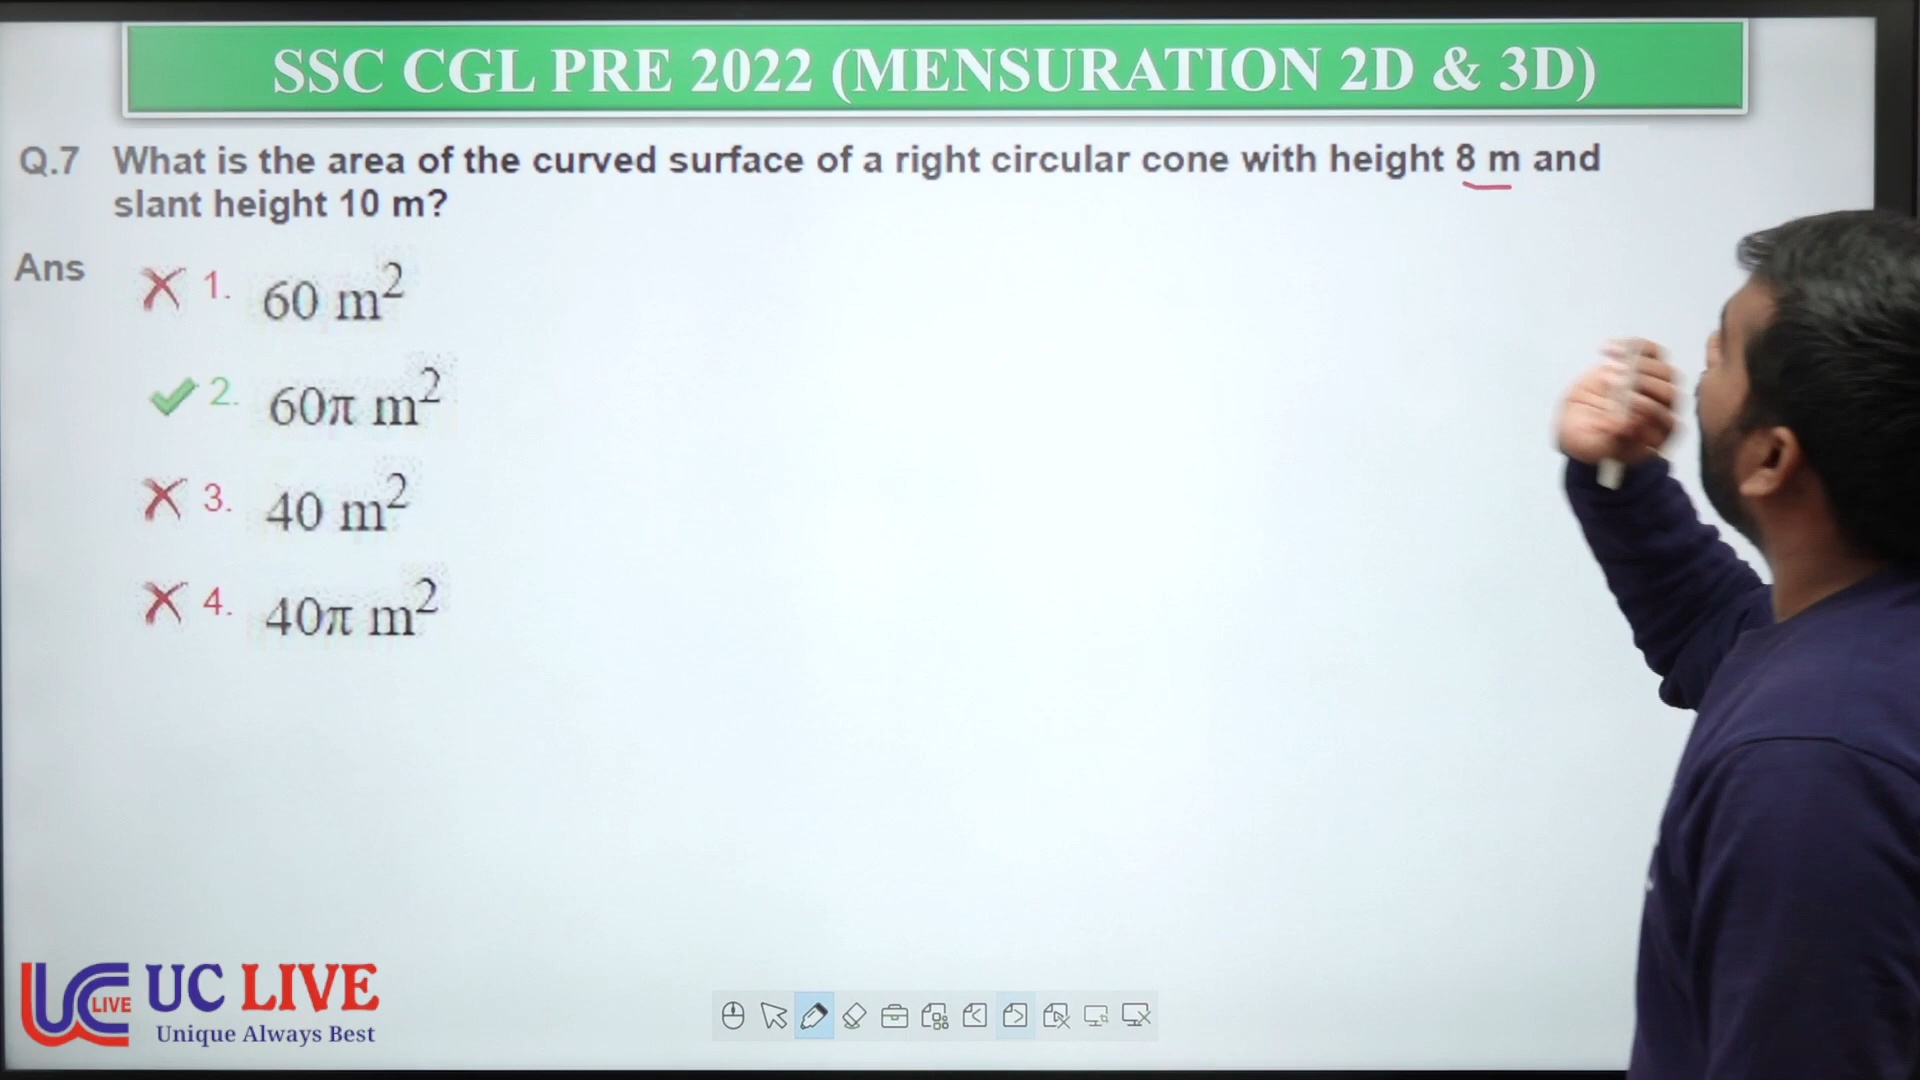 SSC CGL PRE 2022 (MENSURATION 2D & 3D)
Q.7 What is the area of the curved surface of a right circular cone with height 8 m and
slant height 10 m?
Ans
1. 60 m²
2. 60π m²
3. 40 m²
4. 40π m²
LIVE
UC LIVE
Unique Always Best